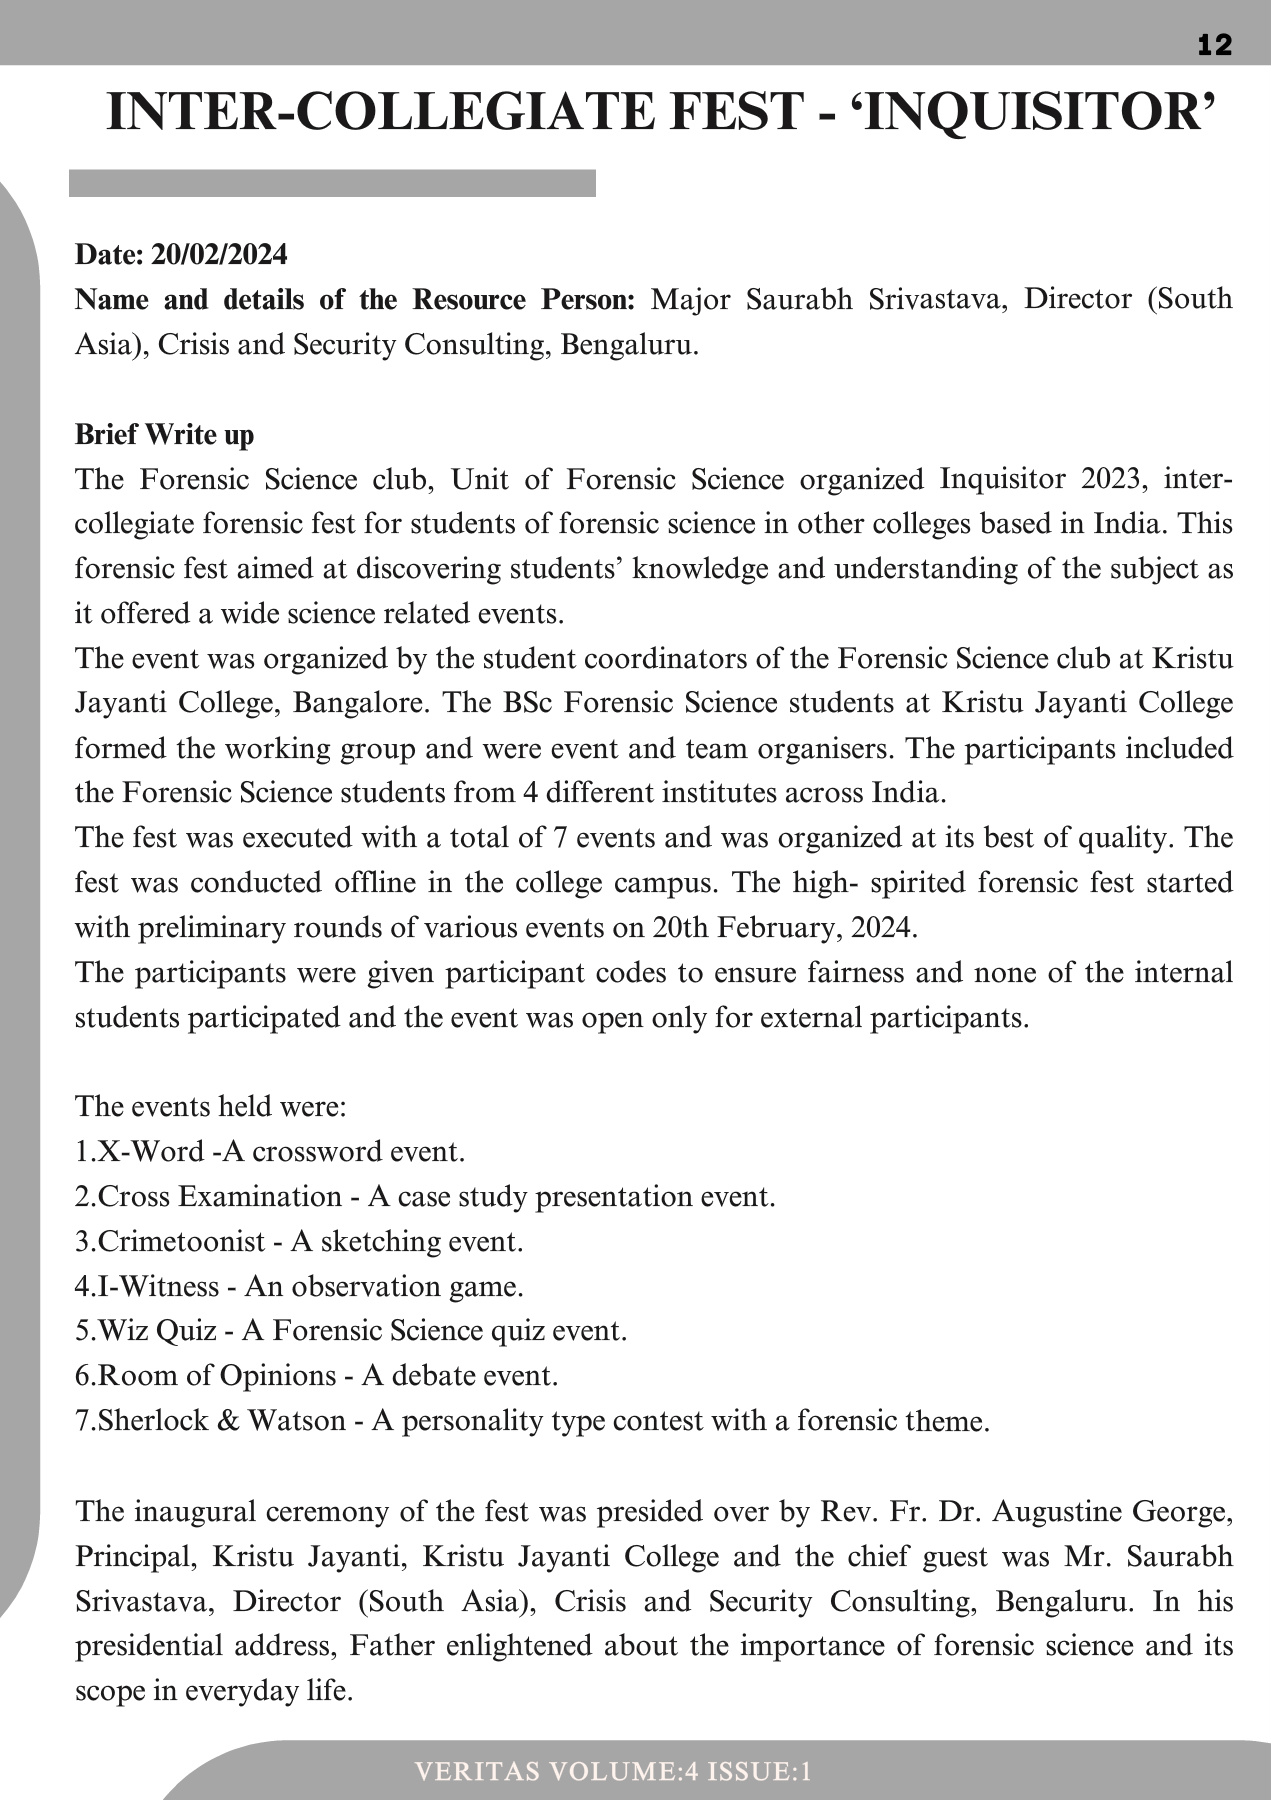 12
INTER-COLLEGIATE FEST - ‘INQUISITOR’
Date: 20/02/2024
Name and details of the Resource Person: Major Saurabh Srivastava, Director (South
Asia), Crisis and Security Consulting, Bengaluru.
Brief Write up
The Forensic Science club, Unit of Forensic Science organized Inquisitor 2023, inter-
collegiate forensic fest for students of forensic science in other colleges based in India. This
forensic fest aimed at discovering students’ knowledge and understanding of the subject as
it offered a wide science related events.
The event was organized by the student coordinators of the Forensic Science club at Kristu
Jayanti College, Bangalore. The BSc Forensic Science students at Kristu Jayanti College
formed the working group and were event and team organisers. The participants included
the Forensic Science students from 4 different institutes across India.
The fest was executed with a total of 7 events and was organized at its best of quality. The
fest was conducted offline in the college campus. The high- spirited forensic fest started
with preliminary rounds of various events on 20th February, 2024.
The participants were given participant codes to ensure fairness and none of the internal
students participated and the event was open only for external participants.
The events held were:
1.X-Word -A crossword event.
2.Cross Examination - A case study presentation event.
3.Crimetoonist - A sketching event.
4.I-Witness - An observation game.
5.Wiz Quiz - A Forensic Science quiz event.
6.Room of Opinions - A debate event.
7.Sherlock & Watson - A personality type contest with a forensic theme.
The inaugural ceremony of the fest was presided over by Rev. Fr. Dr. Augustine George,
Principal, Kristu Jayanti, Kristu Jayanti College and the chief guest was Mr. Saurabh
Srivastava, Director (South Asia), Crisis and Security Consulting, Bengaluru. In his
presidential address, Father enlightened about the importance of forensic science and its
scope in everyday life.
VERITAS VOLUME:4 ISSUE:1